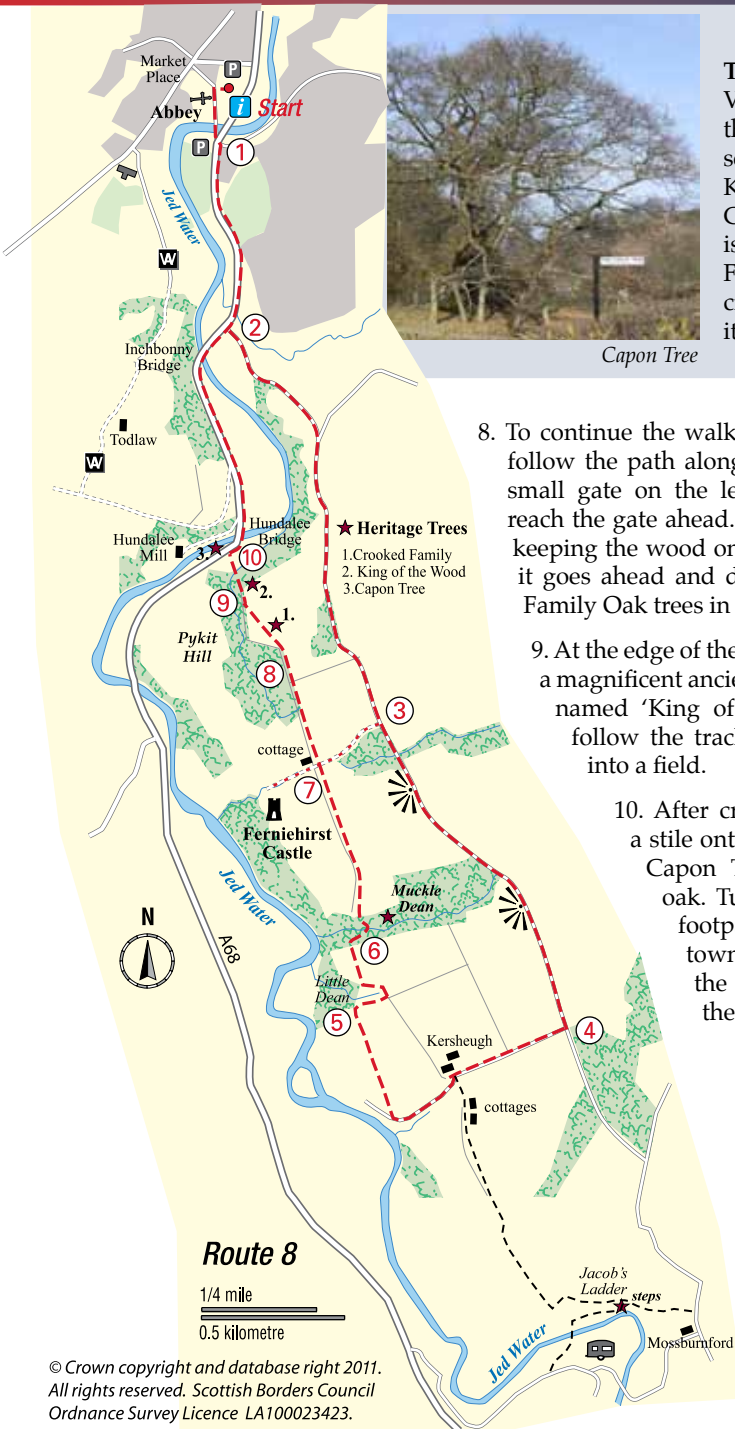 Market
Place
P
Abbey
i Start
P
1
Jed Water
W
2
Inchbonny
Bridge
Todlaw
W
Hundalee
Mill
3.
Hundalee
Bridge
10
2.
9
1.
Pykit
Hill
8
Heritage Trees
1.Crooked Family
2. King of the Wood
3.Capon Tree
3
cottage
7
Ferniehirst
Castle
Jed Water
A68
N
Muckle
Dean
6
Little
Dean
5
4
Kersheugh
cottages
Route 8
1/4 mile
0.5 kilometre
Jacob's
Ladder
steps
Mossburnford
Jed Water
© Crown copyright and database right 2011.
All rights reserved. Scottish Borders Council
Ordnance Survey Licence LA100023423.
Capon Tree
8. To continue the walk
follow the path along
small gate on the le
reach the gate ahead.
keeping the wood on
it goes ahead and d
Family Oak trees in
9. At the edge of the
a magnificent ancie
named ‘King of
follow the trac
into a field.
10. After cr
a stile ont
Capon T
oak. Tu
footp
town
the
the
T
V
th
s
K
C
is
F
c
it